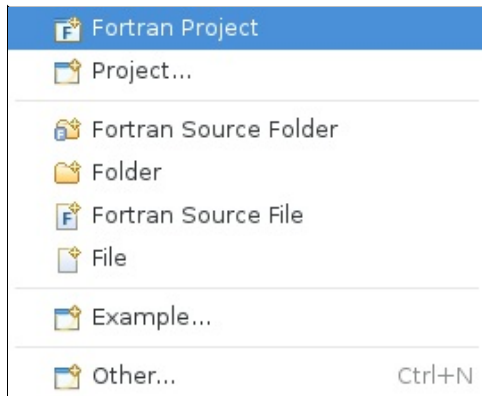 Fortran Project
Project...
Fortran Source Folder
Folder
Fortran Source File
File
Example...
Other... Ctrl+N